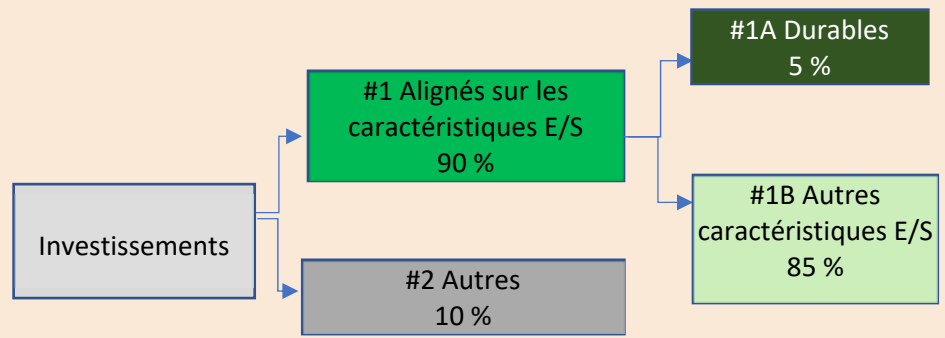 #1A Durables
5 %
#1 Alignés sur les
caractéristiques E/S
90 %
#1B Autres
caractéristiques E/S
85 %
Investissements
#2 Autres
10 %